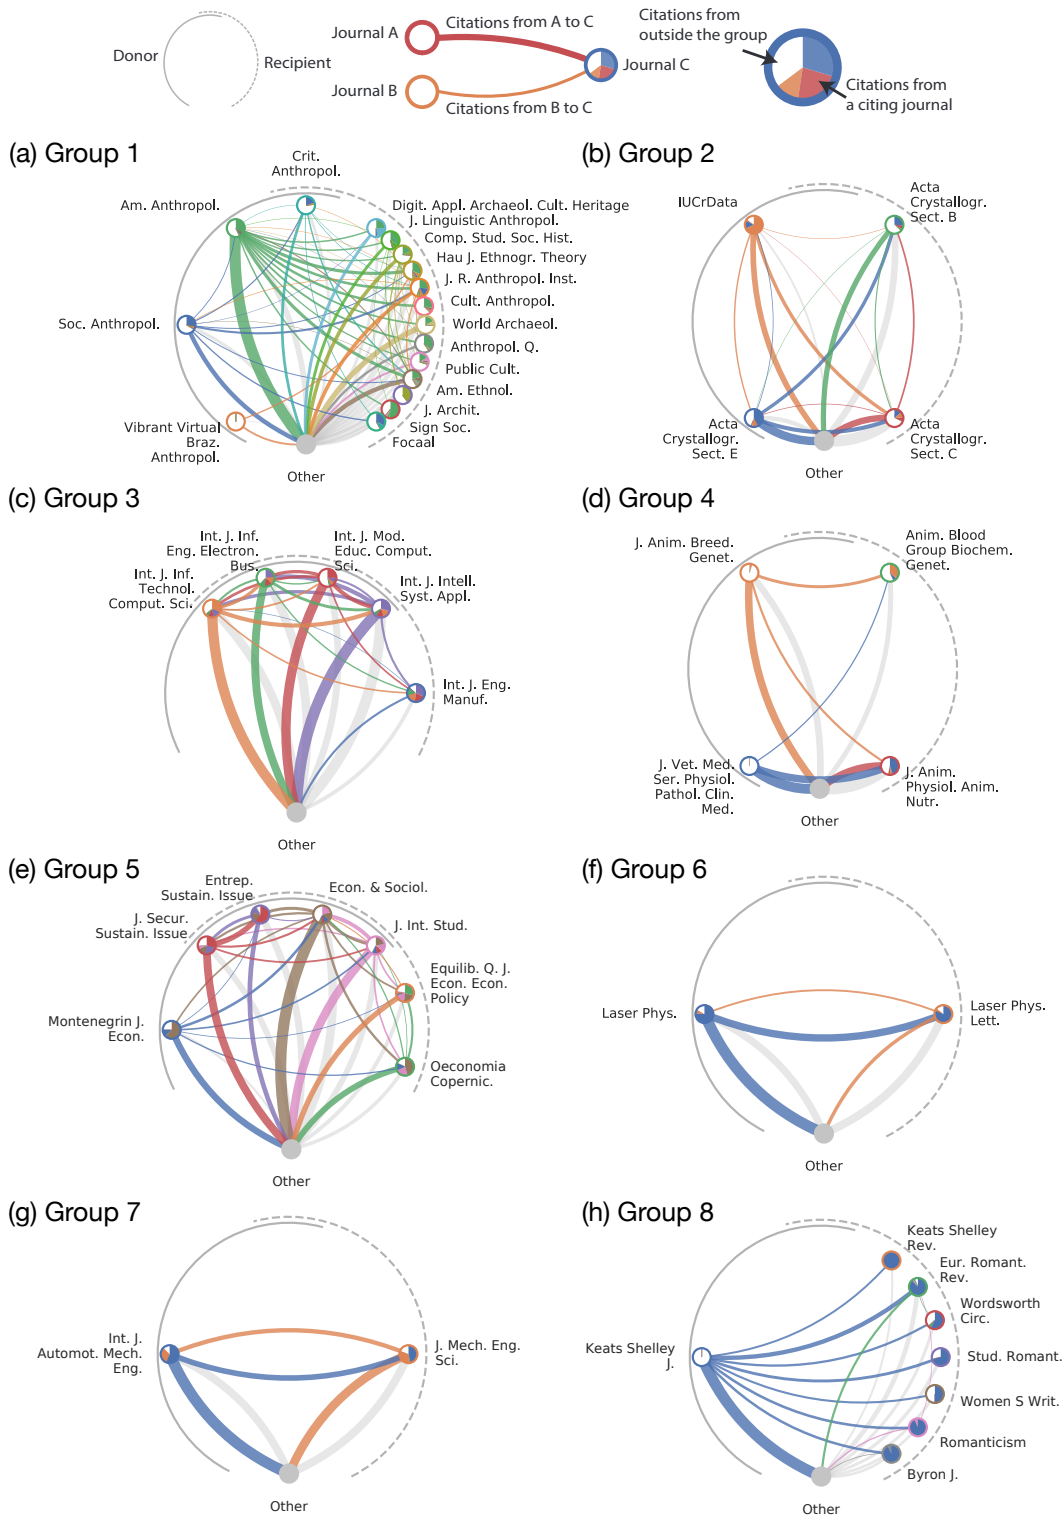 Donor
Recipient
Journal A
Citations from A to C
Journal B
Citations from B to C
Journal C
Citations from
outside the group
Citations from
a citing journal
(a) Group 1
Crit.
Anthropol.
Am. Anthropol.
Digit. Appl. Archaeol. Cult. Heritage
J. Linguistic Anthropol.
Comp. Stud. Soc. Hist.
Hau J. Ethnogr. Theory
J. R. Anthropol. Inst.
Cult. Anthropol.
World Archaeol.
Anthropol. Q.
Public Cult.
Am. Ethnol.
J. Archit.
Sign Soc.
Focaal
Soc. Anthropol.
Vibrant Virtual
Braz.
Anthropol.
Other
(b) Group 2
IUCrData
Acta
Crystallogr.
Sect. B
Acta
Crystallogr.
Sect. E
Acta
Crystallogr.
Sect. C
Other
(c) Group 3
Int. J. Inf.
Eng. Electron.
Bus.
Int. J. Mod.
Educ. Comput.
Sci.
Int. J. Inf.
Technol.
Comput. Sci.
Int. J. Intell.
Syst. Appl.
Int. J. Eng.
Manuf.
Other
(d) Group 4
J. Anim. Breed.
Genet.
Anim. Blood
Group Biochem.
Genet.
J. Vet. Med.
Ser. Physiol.
Pathol. Clin.
Med.
J. Anim.
Physiol. Anim.
Nutr.
Other
(e) Group 5
Entrep.
Sustain. Issue
Econ. & Sociol.
J. Secur.
Sustain. Issue
J. Int. Stud.
Equilib. Q. J.
Econ. Econ.
Policy
Montenegrin J.
Econ.
Oeconomia
Copernic.
Other
(f) Group 6
Laser Phys.
Laser Phys.
Lett.
Other
(g) Group 7
Int. J.
Automot. Mech.
Eng.
J. Mech. Eng.
Sci.
Other
(h) Group 8
Keats Shelley
Rev.
Eur. Romant.
Rev.
Wordsworth
Circ.
Keats Shelley
J.
Stud. Romant.
Women S Writ.
Romanticism
Byron J.
Other